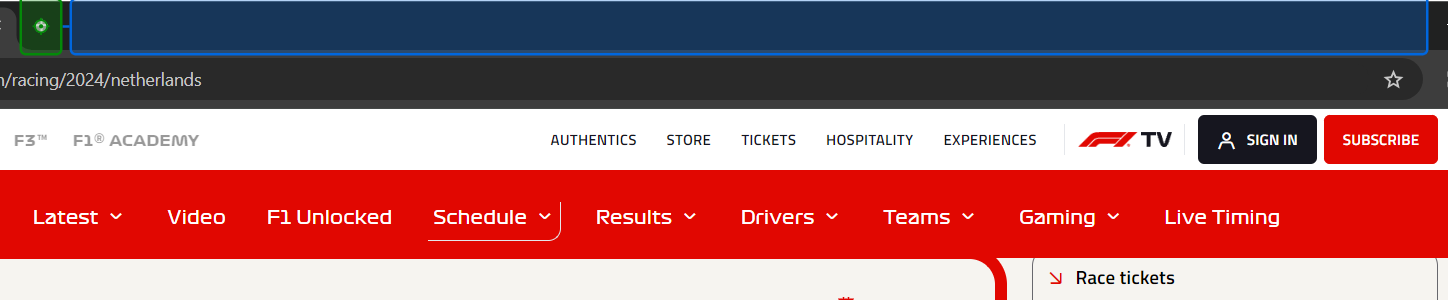 /racing/2024/netherlands
F3™ F1® ACADEMY AUTHENTICS STORE TICKETS HOSPITALITY EXPERIENCES F1 TV SIGN IN SUBSCRIBE
Latest Video F1 Unlocked Schedule Results Drivers Teams Gaming Live Timing
Race tickets